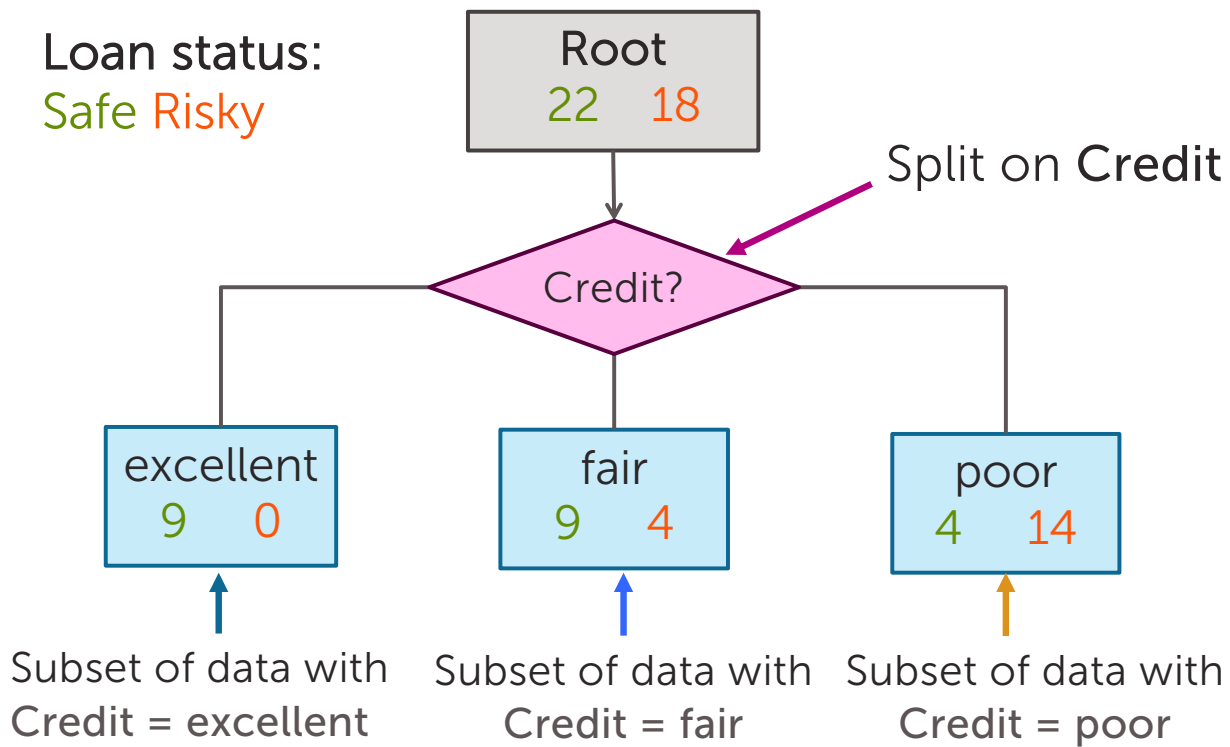 Loan status:
Safe Risky
Root
22 18
Split on Credit
Credit?
excellent
9 0
fair
9 4
poor
4 14
Subset of data with
Credit = excellent
Subset of data with
Credit = fair
Subset of data with
Credit = poor